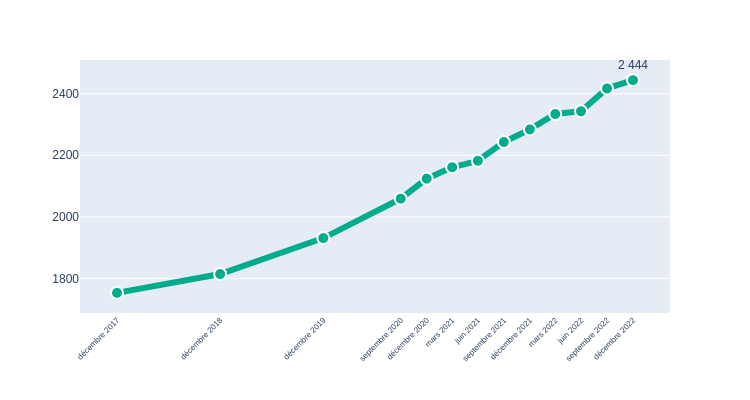 2 444
2400
2200
2000
1800
décembre 2017
décembre 2018
décembre 2019
septembre 2020
décembre 2020
mars 2021
juin 2021
septembre 2021
décembre 2021
mars 2022
juin 2022
septembre 2022
décembre 2022